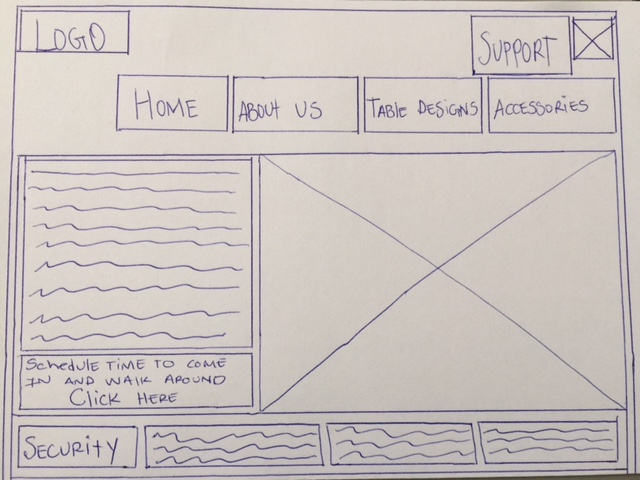 LOGO
SUPPORT
HOME
ABOUT US
TABLE DESIGNS
ACCESSORIES
SCHEDULE TIME TO COME
IN AND WALK AROUND
CLICK HERE
SECURITY